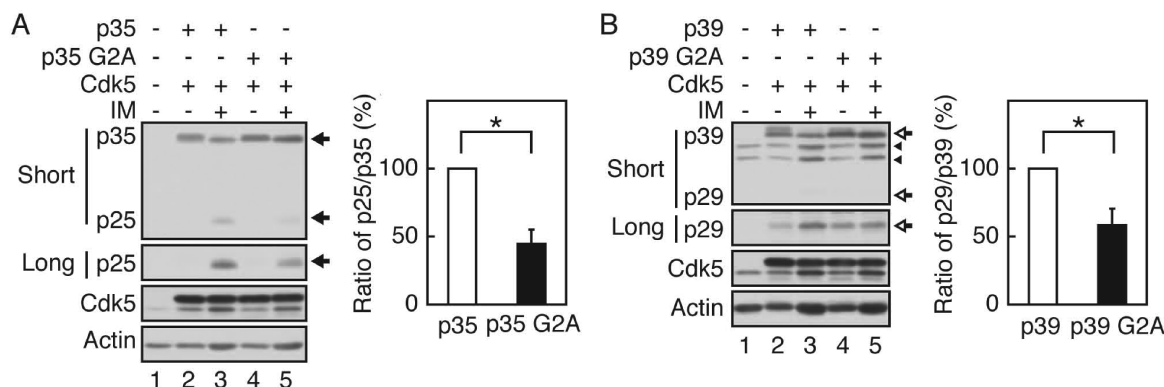 A
p35 - + + - -
p35 G2A - - - + +
Cdk5 - + + + +
IM - - + - +
Short
p35
p25
Long
p25
Cdk5
Actin
1 2 3 4 5
Ratio of p25/p35 (%)
100
50
0
*
p35 p35 G2A
B
p39 - + + - -
p39 G2A - - - + +
Cdk5 - + + + +
IM - - + - +
Short
p39
p29
Long
p29
Cdk5
Actin
1 2 3 4 5
Ratio of p29/p39 (%)
100
50
0
*
p39 p39 G2A